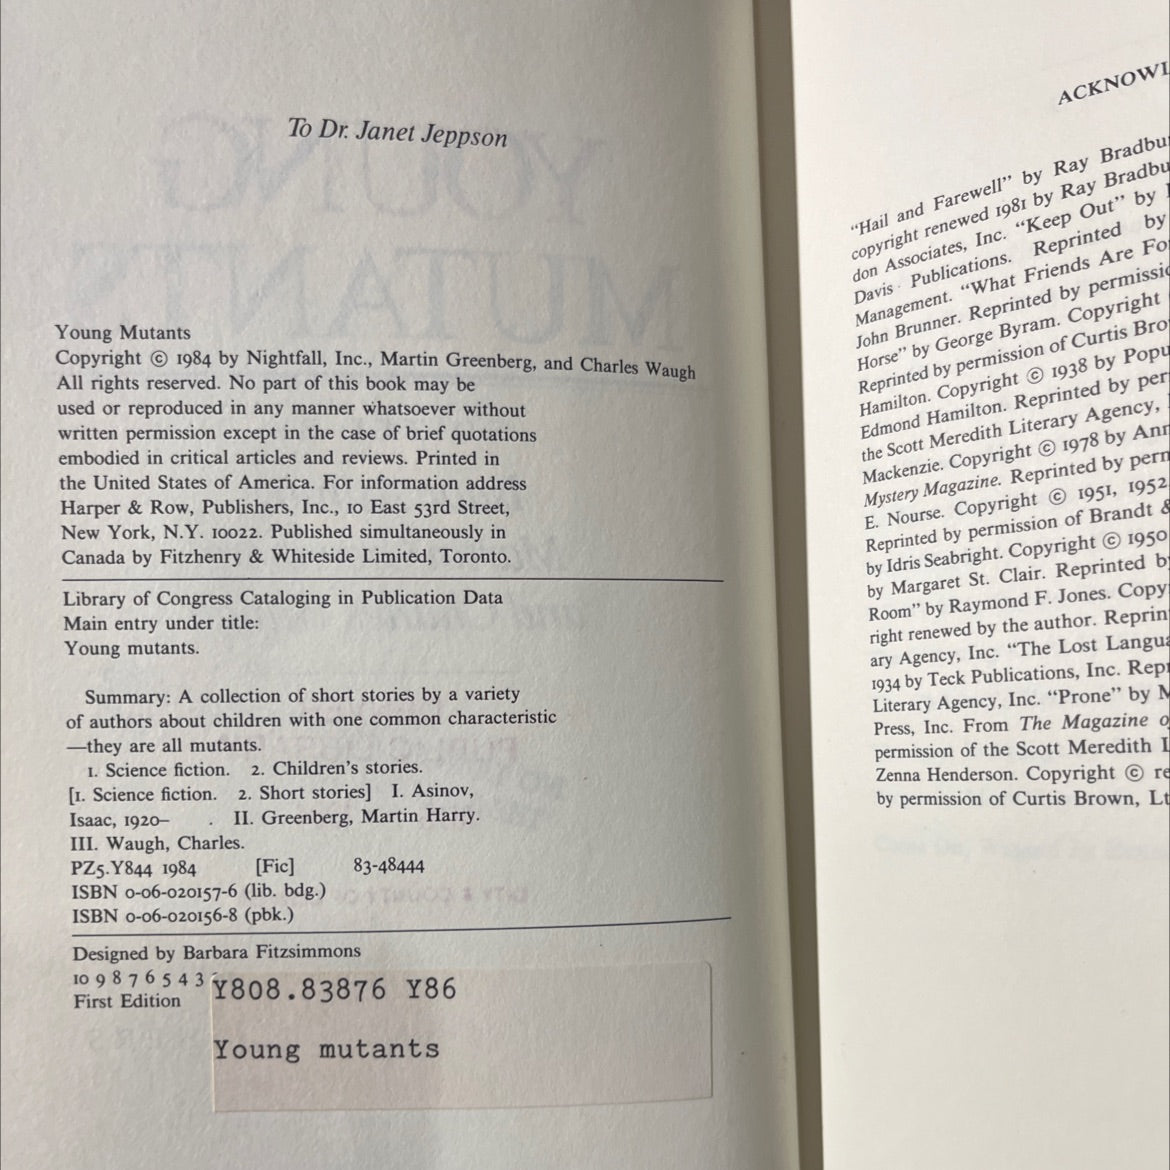 To Dr. Janet Jeppson
Young Mutants
Copyright © 1984 by Nightfall, Inc., Martin Greenberg, and Charles Waugh
All rights reserved. No part of this book may be
used or reproduced in any manner whatsoever without
written permission except in the case of brief quotations
embodied in critical articles and reviews. Printed in
the United States of America. For information address
Harper & Row, Publishers, Inc., 10 East 53rd Street,
New York, N.Y. 10022. Published simultaneously in
Canada by Fitzhenry & Whiteside Limited, Toronto.
Library of Congress Cataloging in Publication Data
Main entry under title:
Young mutants.
Summary: A collection of short stories by a variety
of authors about children with one common characteristic
—they are all mutants.
1. Science fiction. 2. Children's stories.
[1. Science fiction. 2. Short stories] I. Asinov,
Isaac, 1920– . II. Greenberg, Martin Harry.
III. Waugh, Charles.
PZ5.Y844 1984 [Fic] 83-48444
ISBN 0-06-020157-6 (lib. bdg.)
ISBN 0-06-020156-8 (pbk.)
Designed by Barbara Fitzsimmons
10 9 8 7 6 5 4 3
First Edition
Y808.83876 Y86
Young mutants
ACKNOWL
"Hail and Farewell" by Ray Bradbu
copyright renewed 1981 by Ray Bradbu
don Associates, Inc. "Keep Out" by
Davis Publications. Reprinted by
Management. "What Friends Are Fo
John Brunner. Reprinted by permissio
Horse" by George Byram. Copyright
Reprinted by permission of Curtis Bro
Hamilton. Copyright © 1938 by Popu
Edmond Hamilton. Reprinted by per
the Scott Meredith Literary Agency,
Mackenzie. Copyright © 1978 by Ann
Mystery Magazine. Reprinted by perm
E. Nourse. Copyright © 1951, 1952
Reprinted by permission of Brandt &
by Idris Seabright. Copyright © 1950
by Margaret St. Clair. Reprinted b
Room" by Raymond F. Jones. Copy
right renewed by the author. Reprin
ary Agency, Inc. "The Lost Langua
1934 by Teck Publications, Inc. Repr
Literary Agency, Inc. "Prone" by M
Press, Inc. From The Magazine o
permission of the Scott Meredith L
Zenna Henderson. Copyright © re
by permission of Curtis Brown, Lt